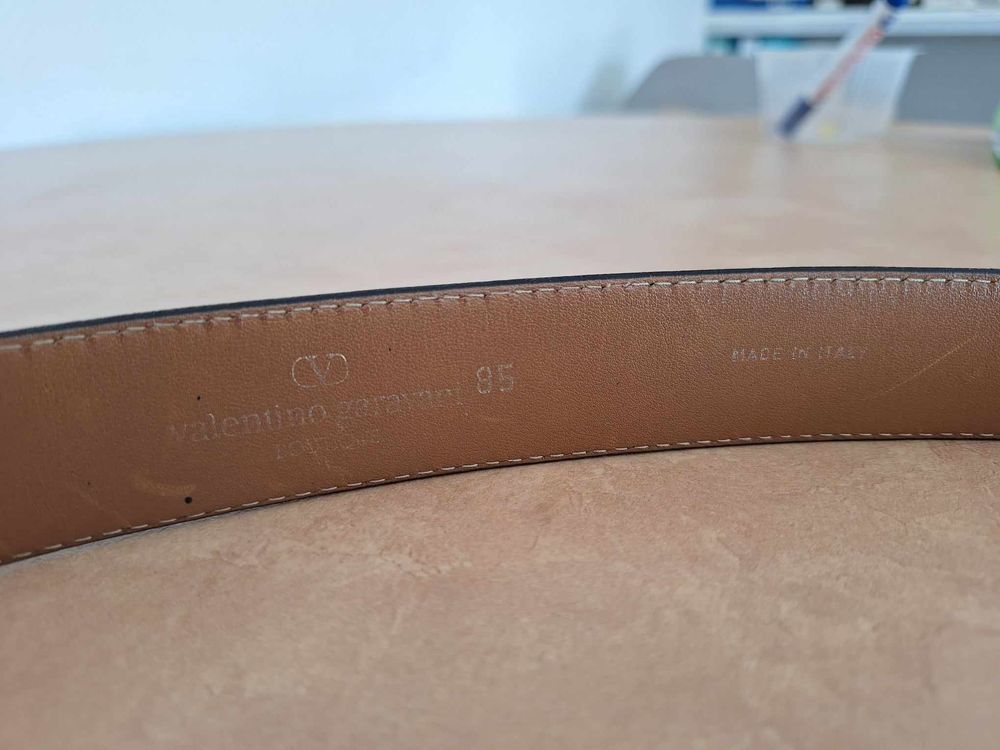 V
valentino garavani 85
MADE IN ITALY